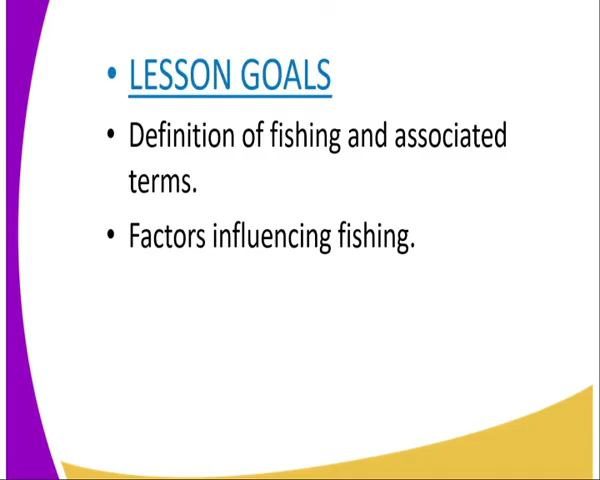 • LESSON GOALS
• Definition of fishing and associated
terms.
• Factors influencing fishing.